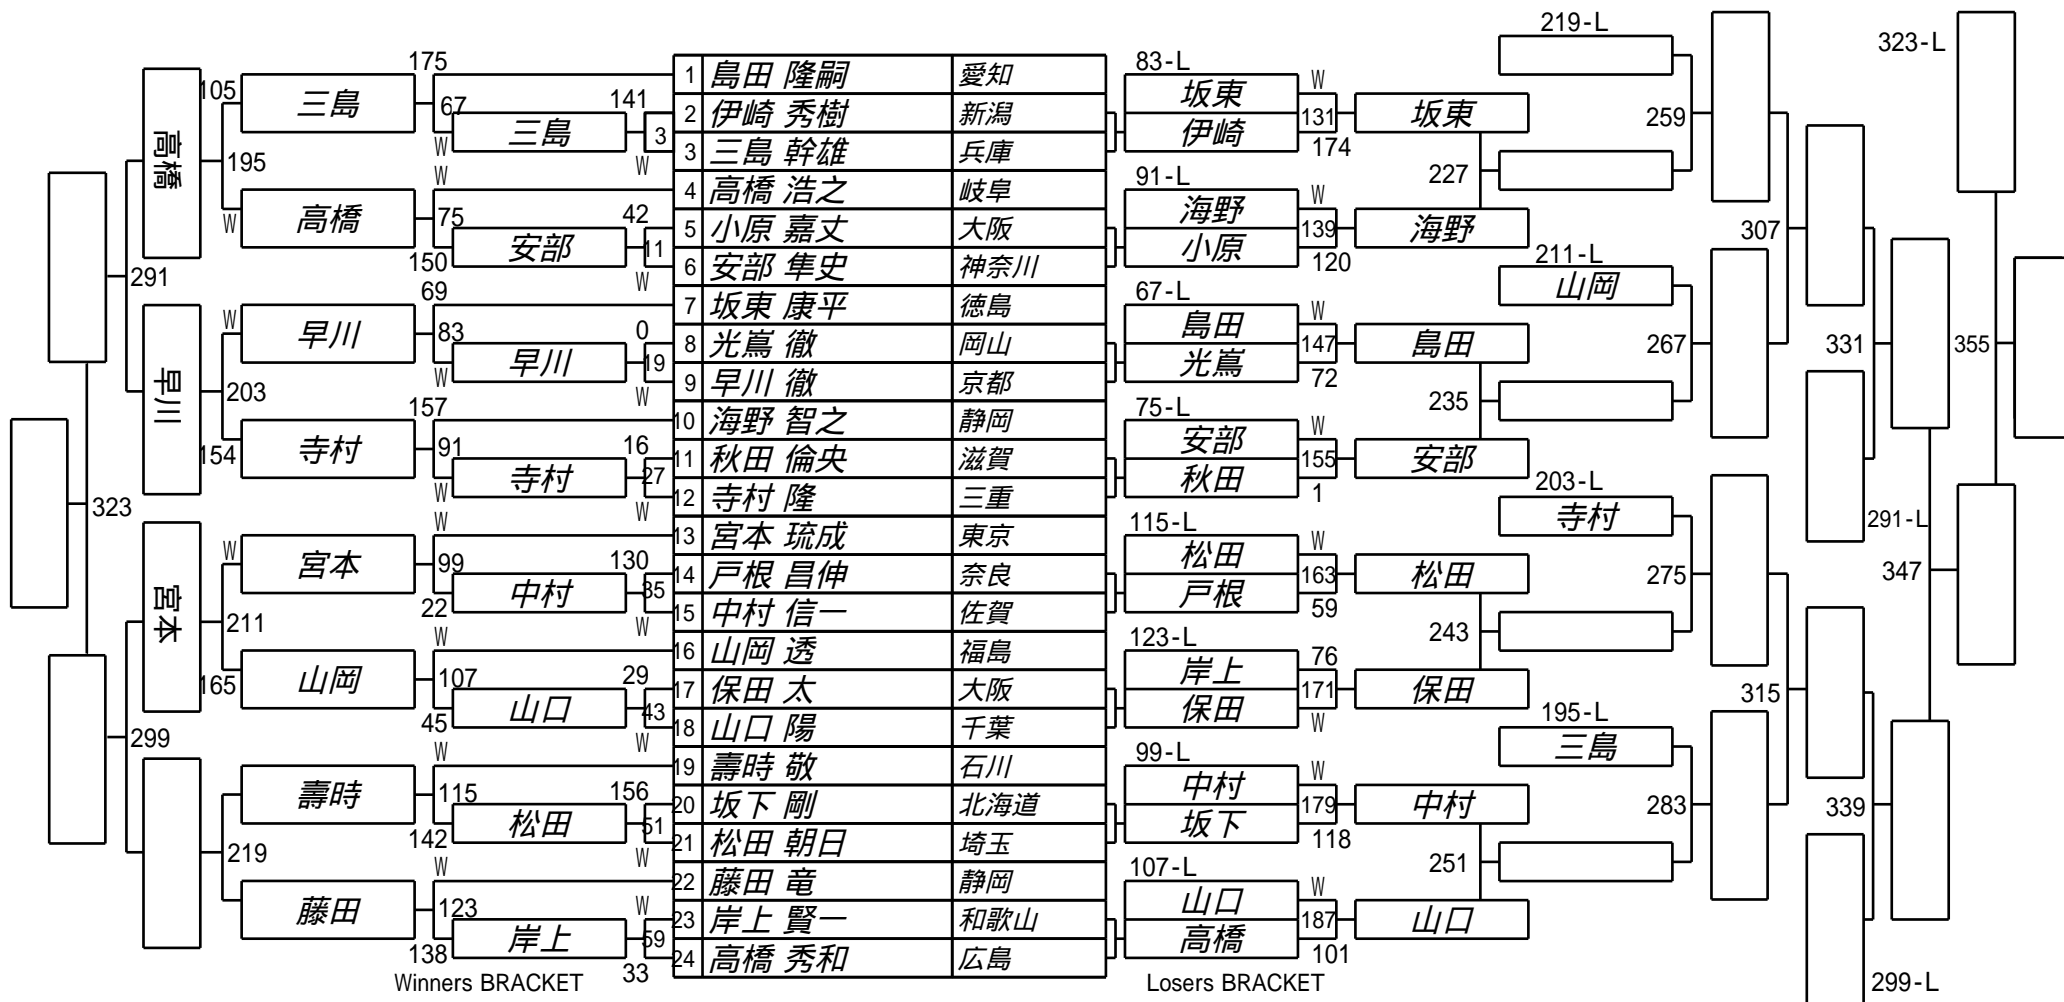 219-L
323-L
175
1 島田 隆嗣 愛知
83-L
105 三島 67 141
2 伊崎 秀樹 新潟
坂東 W 131 坂東 259
三島 3
3 三島 幹雄 兵庫
伊崎 174
高橋 195 W W W
4 高橋 浩之 岐阜
91-L 227
W 高橋 75 42
5 小原 嘉丈 大阪
海野 W 139 海野 307
150 安部 11 W
6 安部 隼史 神奈川
小原 120
211-L 山岡
291 69
7 坂東 康平 徳島
67-L
W 早川 83 0
8 光嶌 徹 岡山
島田 W 147 島田 267 331 355
W 早川 19 W
9 早川 徹 京都
光嶌 72
早川 203 157
10 海野 智之 静岡
75-L 235
154 寺村 91 16
11 秋田 倫央 滋賀
安部 W 155 安部
W 寺村 27 W
12 寺村 隆 三重
秋田 1
203-L 寺村
323 W
13 宮本 琉成 東京
115-L 291-L
W 宮本 99 130
14 戸根 昌伸 奈良
松田 W 163 松田 275 347
22 中村 35 W
15 中村 信一 佐賀
戸根 59
宮本 211 W
16 山岡 透 福島
123-L 243
165 山岡 107 29
17 保田 太 大阪
岸上 76 171 保田 315
45 山口 43 W
18 山口 陽 千葉
保田 W
195-L 三島
299 W
19 壽時 敬 石川
99-L
壽時 115 156
20 坂下 剛 北海道
中村 W 179 中村 283 339
142 松田 51 W
21 松田 朝日 埼玉
坂下 118
219 W
22 藤田 竜 静岡
107-L 251
藤田 123 W
23 岸上 賢一 和歌山
山口 W 187 山口
138 岸上 59 33
24 高橋 秀和 広島
高橋 101
299-L
Winners BRACKET
Losers BRACKET